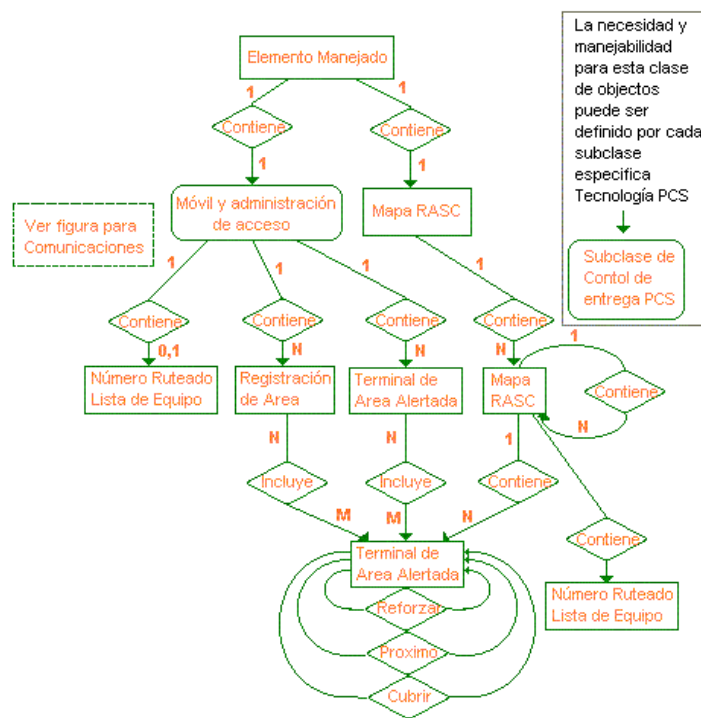 Elemento Manejado
1
1
Contiene
Contiene
1
1
Móvil y administración
de acceso
Mapa RASC
Ver figura para
Comunicaciones
La necesidad y
manejabilidad
para esta clase
de objectos
puede ser
definido por cada
subclase
especifica
Tecnología PCS
Subclase de
Contol de
entrega PCS
1
1
1
1
Contiene
Contiene
Contiene
Contiene
0,1
N
N
N
1
Contiene
N
Número Ruteado
Lista de Equipo
Registración
de Area
Terminal de
Area Alertada
Mapa
RASC
N
N
1
Incluye
Incluye
Contiene
M
M
N
Contiene
Terminal de
Area Alertada
Número Ruteado
Lista de Equipo
Reforzar
Proximo
Cubrir